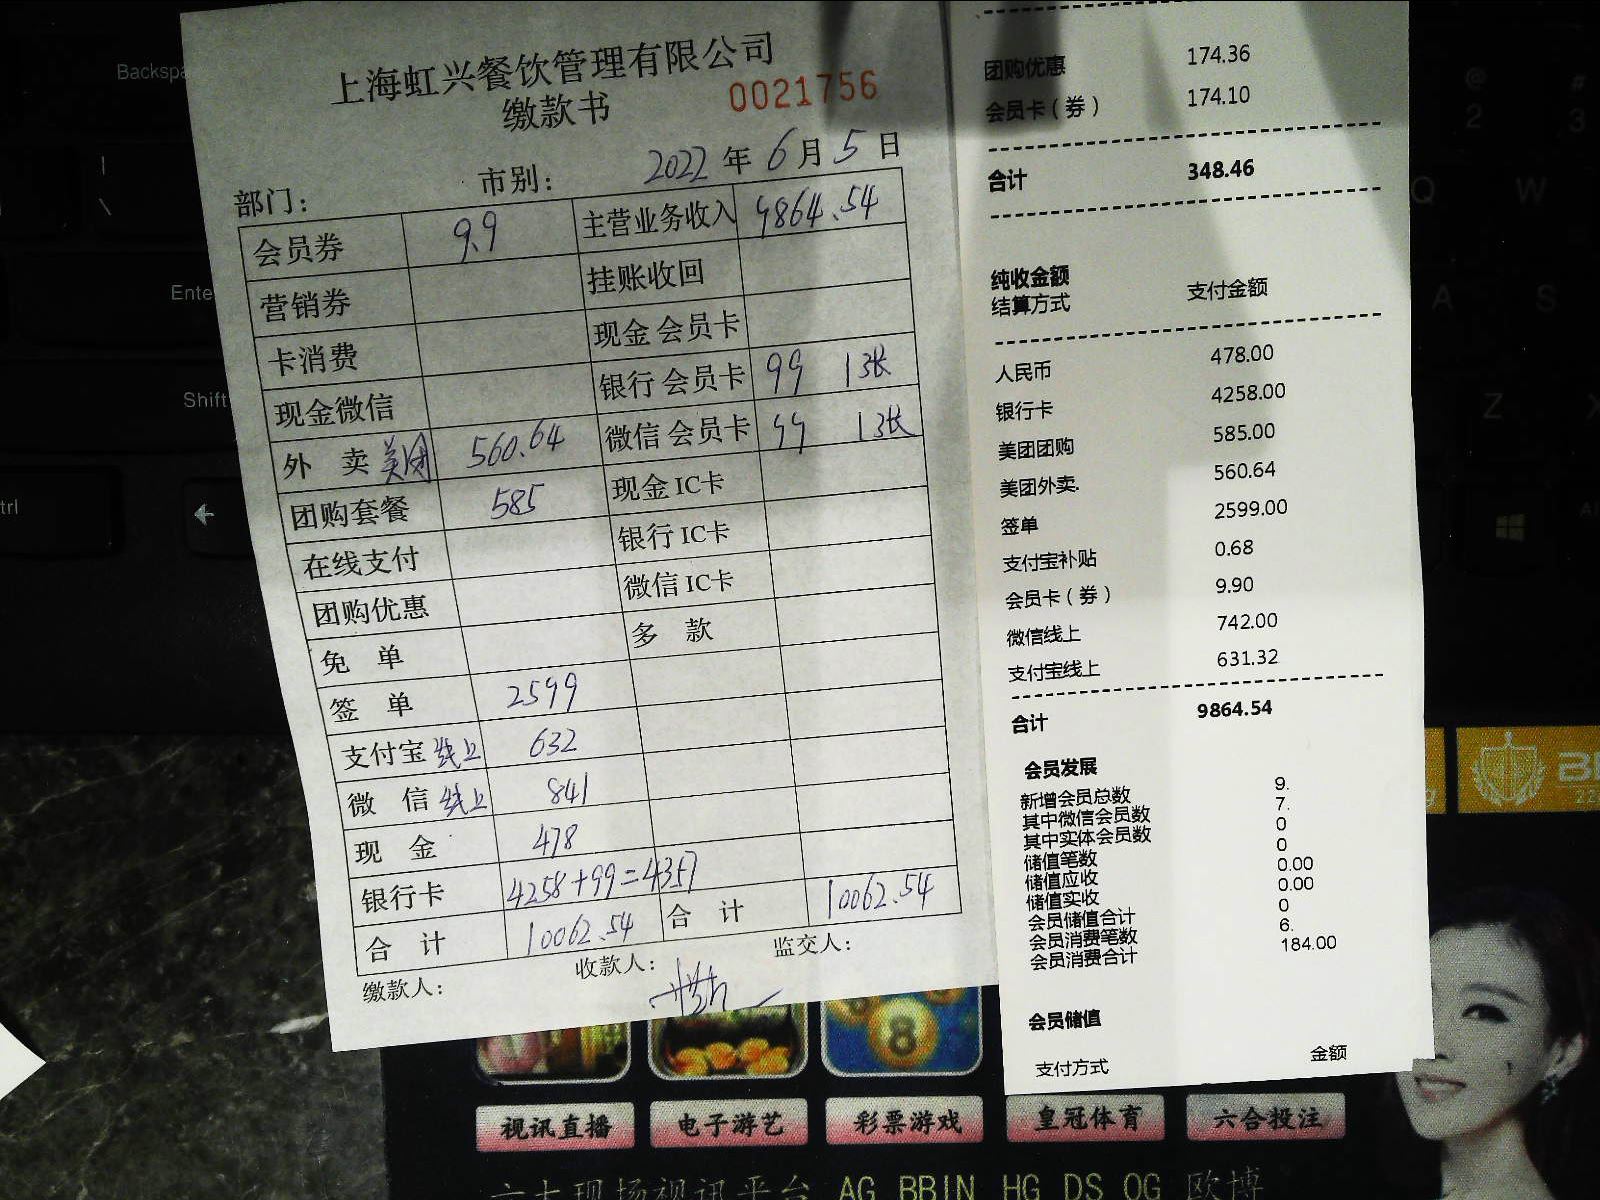 上海虹兴餐饮管理有限公司
缴款书
0021756
部门：
市别：
2022 年 6 月 5 日
会员券 9.9 主营业务收入 9864.54
营销券 挂账收回
卡消费 现金 会员卡
现金微信 银行 会员卡 99 1张
外 卖 美团 560.64 微信 会员卡 99 1张
团购套餐 585 现金 IC卡
在线支付 银行 IC卡
团购优惠 微信 IC卡
免 单 多 款
签 单 2599
支付宝 线上 632
微 信 线上 841
现 金 478
银行卡 4258+99=4357
合 计 10062.54 合 计 10062.54
缴款人： 收款人： 监交人：
团购优惠 174.36
会员卡（券） 174.10
合计 348.46
纯收金额
结算方式 支付金额
人民币 478.00
银行卡 4258.00
美团团购 585.00
美团外卖. 560.64
签单 2599.00
支付宝补贴 0.68
会员卡（券） 9.90
微信线上 742.00
支付宝线上 631.32
合计 9864.54
会员发展
新增会员总数 9.
其中微信会员数 7.
其中实体会员数 0
储值笔数 0
储值应收 0.00
储值实收 0.00
会员储值合计 0
会员消费笔数 6.
会员消费合计 184.00
会员储值
支付方式 金额
Enter
Shift
@
2
#
3
Q
W
A
S
Z
视讯直播 电子游艺 彩票游戏 皇冠体育 六合投注
六大现场视讯平台 AG BBIN HG DS OG 欧博